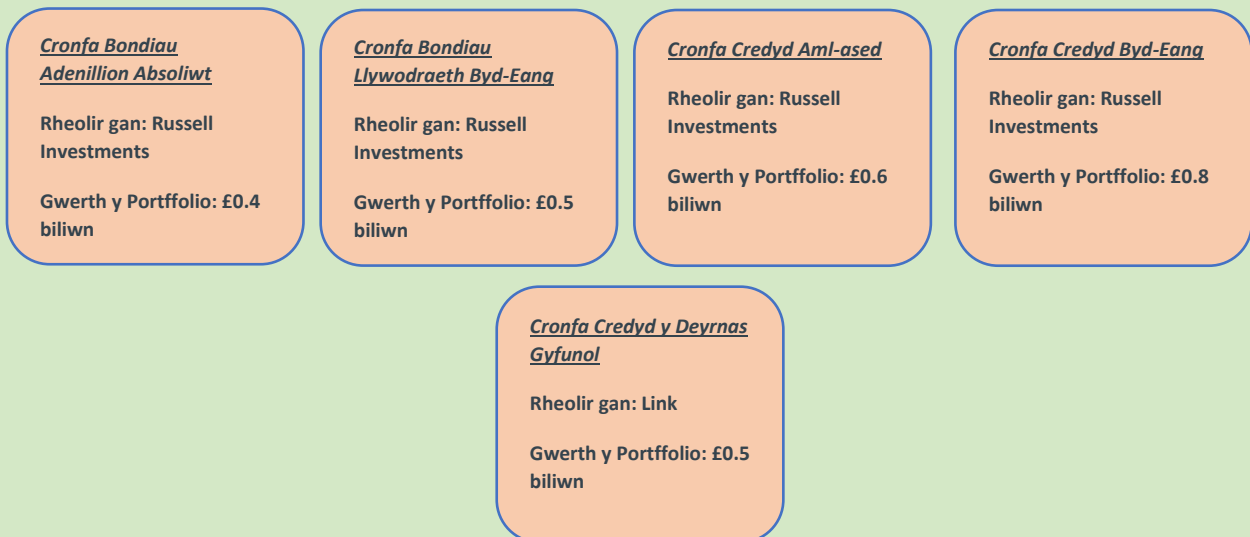 Cronfa Bondiau
Adenillion Absoliwt
Rheolir gan: Russell
Investments
Gwerth y Portffolio: £0.4
biliwn
Cronfa Bondiau
Llywodraeth Byd-Eang
Rheolir gan: Russell
Investments
Gwerth y Portffolio: £0.5
biliwn
Cronfa Credyd Aml-ased
Rheolir gan: Russell
Investments
Gwerth y Portffolio: £0.6
biliwn
Cronfa Credyd Byd-Eang
Rheolir gan: Russell
Investments
Gwerth y Portffolio: £0.8
biliwn
Cronfa Credyd y Deyrnas
Gyfunol
Rheolir gan: Link
Gwerth y Portffolio: £0.5
biliwn